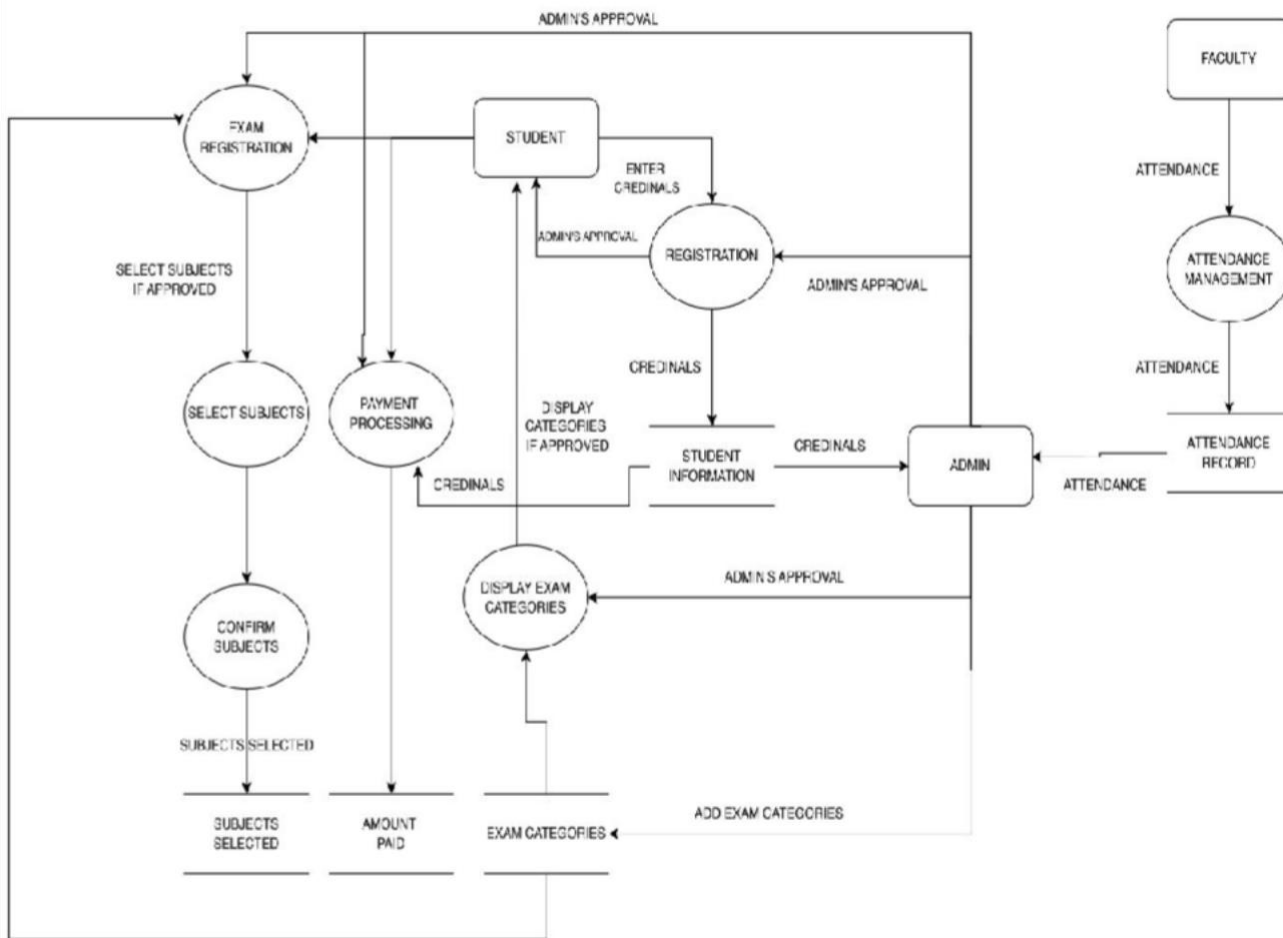 ADMIN'S APPROVAL
FACULTY
EXAM
REGISTRATION
STUDENT
ENTER
CREDINALS
ATTENDANCE
ADMIN'S APPROVAL
REGISTRATION
SELECT SUBJECTS
IF APPROVED
ADMIN'S APPROVAL
ATTENDANCE
MANAGEMENT
CREDINALS
ATTENDANCE
SELECT SUBJECTS
PAYMENT
PROCESSING
DISPLAY
CATEGORIES
IF APPROVED
STUDENT
INFORMATION
CREDINALS
ADMIN
ATTENDANCE
RECORD
CREDINALS
ATTENDANCE
DISPLAY EXAM
CATEGORIES
ADMIN'S APPROVAL
CONFIRM
SUBJECTS
SUBJECTS SELECTED
SUBJECTS
SELECTED
AMOUNT
PAID
EXAM CATEGORIES
ADD EXAM CATEGORIES